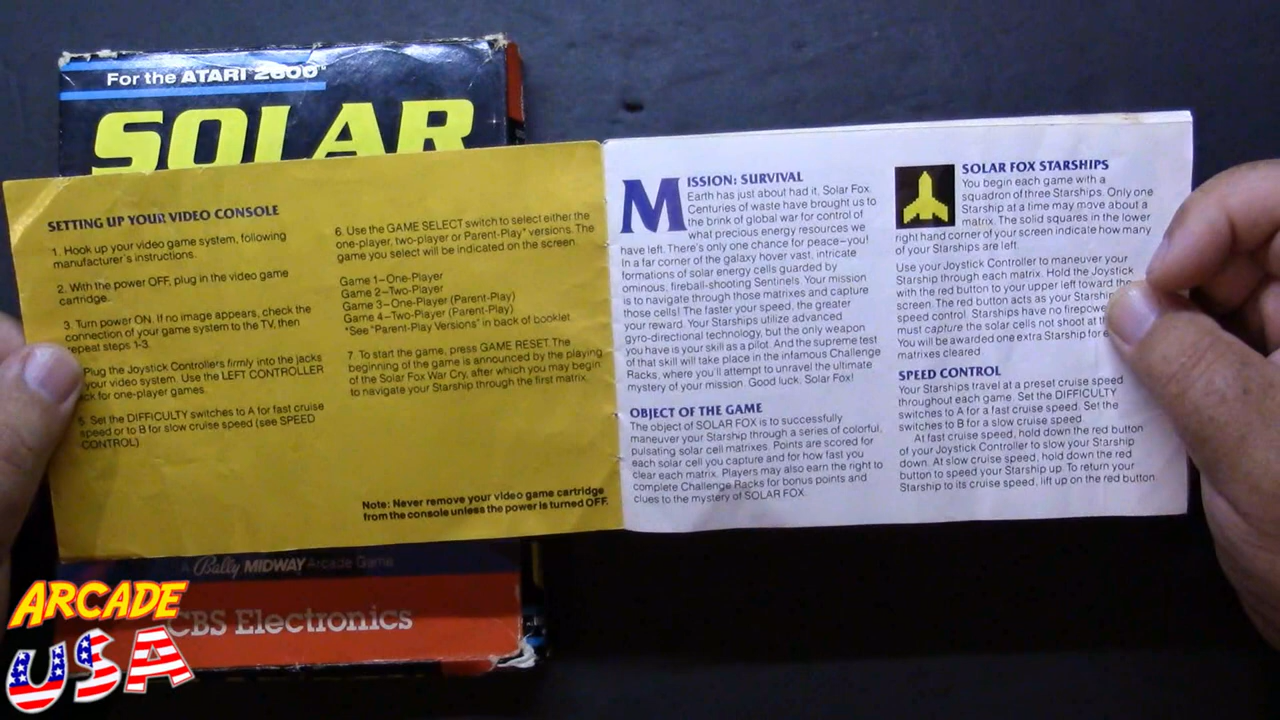 For the ATARI 2600™
SOLAR
SETTING UP YOUR VIDEO CONSOLE
1. Hook up your video game system, following
manufacturer's instructions.
2. With the power OFF, plug in the video game
cartridge.
3. Turn power ON. If no image appears, check the
connection of your game system to the TV, then
repeat steps 1-3.
Plug the Joystick Controllers firmly into the jacks
your video system. Use the LEFT CONTROLLER
for one-player games.
5. Set the DIFFICULTY switches to A for fast cruise
speed or to B for slow cruise speed (see SPEED
CONTROL)
6. Use the GAME SELECT switch to select either the
one-player, two-player or Parent-Play* versions. The
game you select will be indicated on the screen.
Game 1—One-Player
Game 2—Two-Player
Game 3—One-Player (Parent-Play)
Game 4—Two-Player (Parent-Play)
*See "Parent-Play Versions" in back of booklet.
7. To start the game, press GAME RESET. The
beginning of the game is announced by the playing
of the Solar Fox War Cry, after which you may begin
to navigate your Starship through the first matrix.
Note: Never remove your video game cartridge
from the console unless the power is turned OFF.
MISSION: SURVIVAL
Earth has just about had it, Solar Fox.
Centuries of waste have brought us to
the brink of global war for control of
what precious energy resources we
have left. There's only one chance for peace—you!
In a far corner of the galaxy hover vast, intricate
formations of solar energy cells guarded by
ominous, fireball-shooting Sentinels. Your mission
is to navigate through those matrixes and capture
those cells! The faster your speed, the greater
your reward. Your Starships utilize advanced
gyro-directional technology, but the only weapon
you have is your skill as a pilot. And the supreme test
of that skill will take place in the infamous Challenge
Racks, where you'll attempt to unravel the ultimate
mystery of your mission. Good luck, Solar Fox!
OBJECT OF THE GAME
The object of SOLAR FOX is to successfully
maneuver your Starship through a series of colorful,
pulsating solar cell matrixes. Points are scored for
each solar cell you capture and for how fast you
clear each matrix. Players may also earn the right to
complete Challenge Racks for bonus points and
clues to the mystery of SOLAR FOX.
SOLAR FOX STARSHIPS
You begin each game with a
squadron of three Starships. Only one
Starship at a time may move about a
matrix. The solid squares in the lower
right hand corner of your screen indicate how many
of your Starships are left.
Use your Joystick Controller to maneuver your
Starship through each matrix. Hold the Joystick
with the red button to your upper left toward the
screen. The red button acts as your Starship
speed control. Starships have no firepower
must capture the solar cells not shoot at
You will be awarded one extra Starship for
matrixes cleared.
SPEED CONTROL
Your Starships travel at a preset cruise speed
throughout each game. Set the DIFFICULTY
switches to A for a fast cruise speed. Set the
switches to B for a slow cruise speed.
At fast cruise speed, hold down the red button
of your Joystick Controller to slow your Starship
down. At slow cruise speed, hold down the red
button to speed your Starship up. To return your
Starship to its cruise speed, lift up on the red button.
A Bally MIDWAY Arcade Game
CBS Electronics
ARCADE
USA